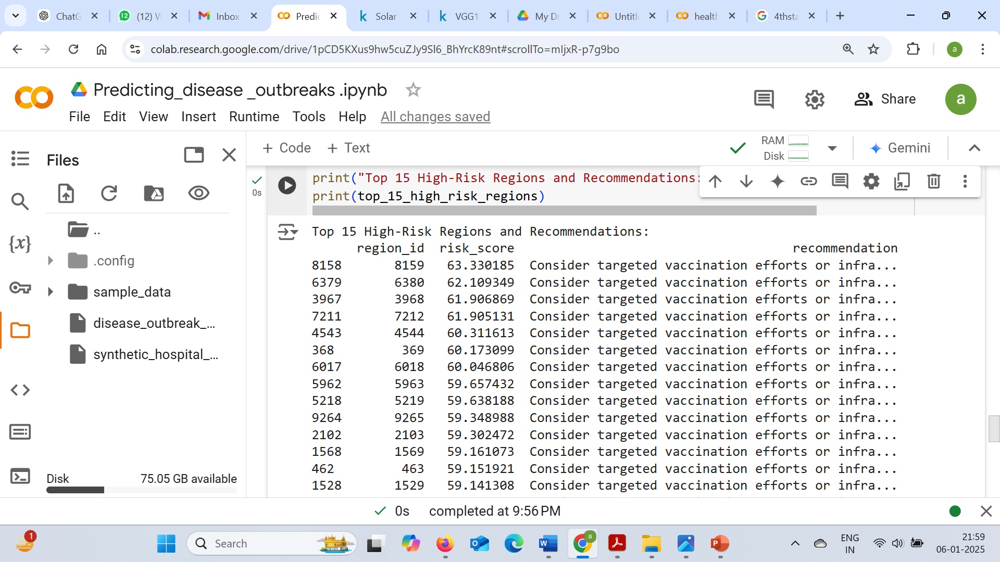 ChatG
(12) W
Inbox
Predic
Solar
VGG1
My Dr
Untitl
health
4thsta
colab.research.google.com/drive/1pCD5KXus9hw5cuZJy9Sl6_BhYrcK89nt#scrollTo=mIjxR-p7g9bo
a
Predicting_disease _outbreaks .ipynb
Share
a
File Edit View Insert Runtime Tools Help All changes saved
Files
+ Code + Text
RAM
Disk
Gemini
0s
print("Top 15 High-Risk Regions and Recommendations:
print(top_15_high_risk_regions)
..
.config
sample_data
disease_outbreak_...
synthetic_hospital_...
Disk 75.05 GB available
Top 15 High-Risk Regions and Recommendations:
region_id risk_score recommendation
8158 8159 63.330185 Consider targeted vaccination efforts or infra...
6379 6380 62.109349 Consider targeted vaccination efforts or infra...
3967 3968 61.906869 Consider targeted vaccination efforts or infra...
7211 7212 61.905131 Consider targeted vaccination efforts or infra...
4543 4544 60.311613 Consider targeted vaccination efforts or infra...
368 369 60.173099 Consider targeted vaccination efforts or infra...
6017 6018 60.046806 Consider targeted vaccination efforts or infra...
5962 5963 59.657432 Consider targeted vaccination efforts or infra...
5218 5219 59.638188 Consider targeted vaccination efforts or infra...
9264 9265 59.348988 Consider targeted vaccination efforts or infra...
2102 2103 59.302472 Consider targeted vaccination efforts or infra...
1568 1569 59.161073 Consider targeted vaccination efforts or infra...
462 463 59.151921 Consider targeted vaccination efforts or infra...
1528 1529 59.141308 Consider targeted vaccination efforts or infra...
0s completed at 9:56 PM
1
Search
ENG
IN
21:59
06-01-2025